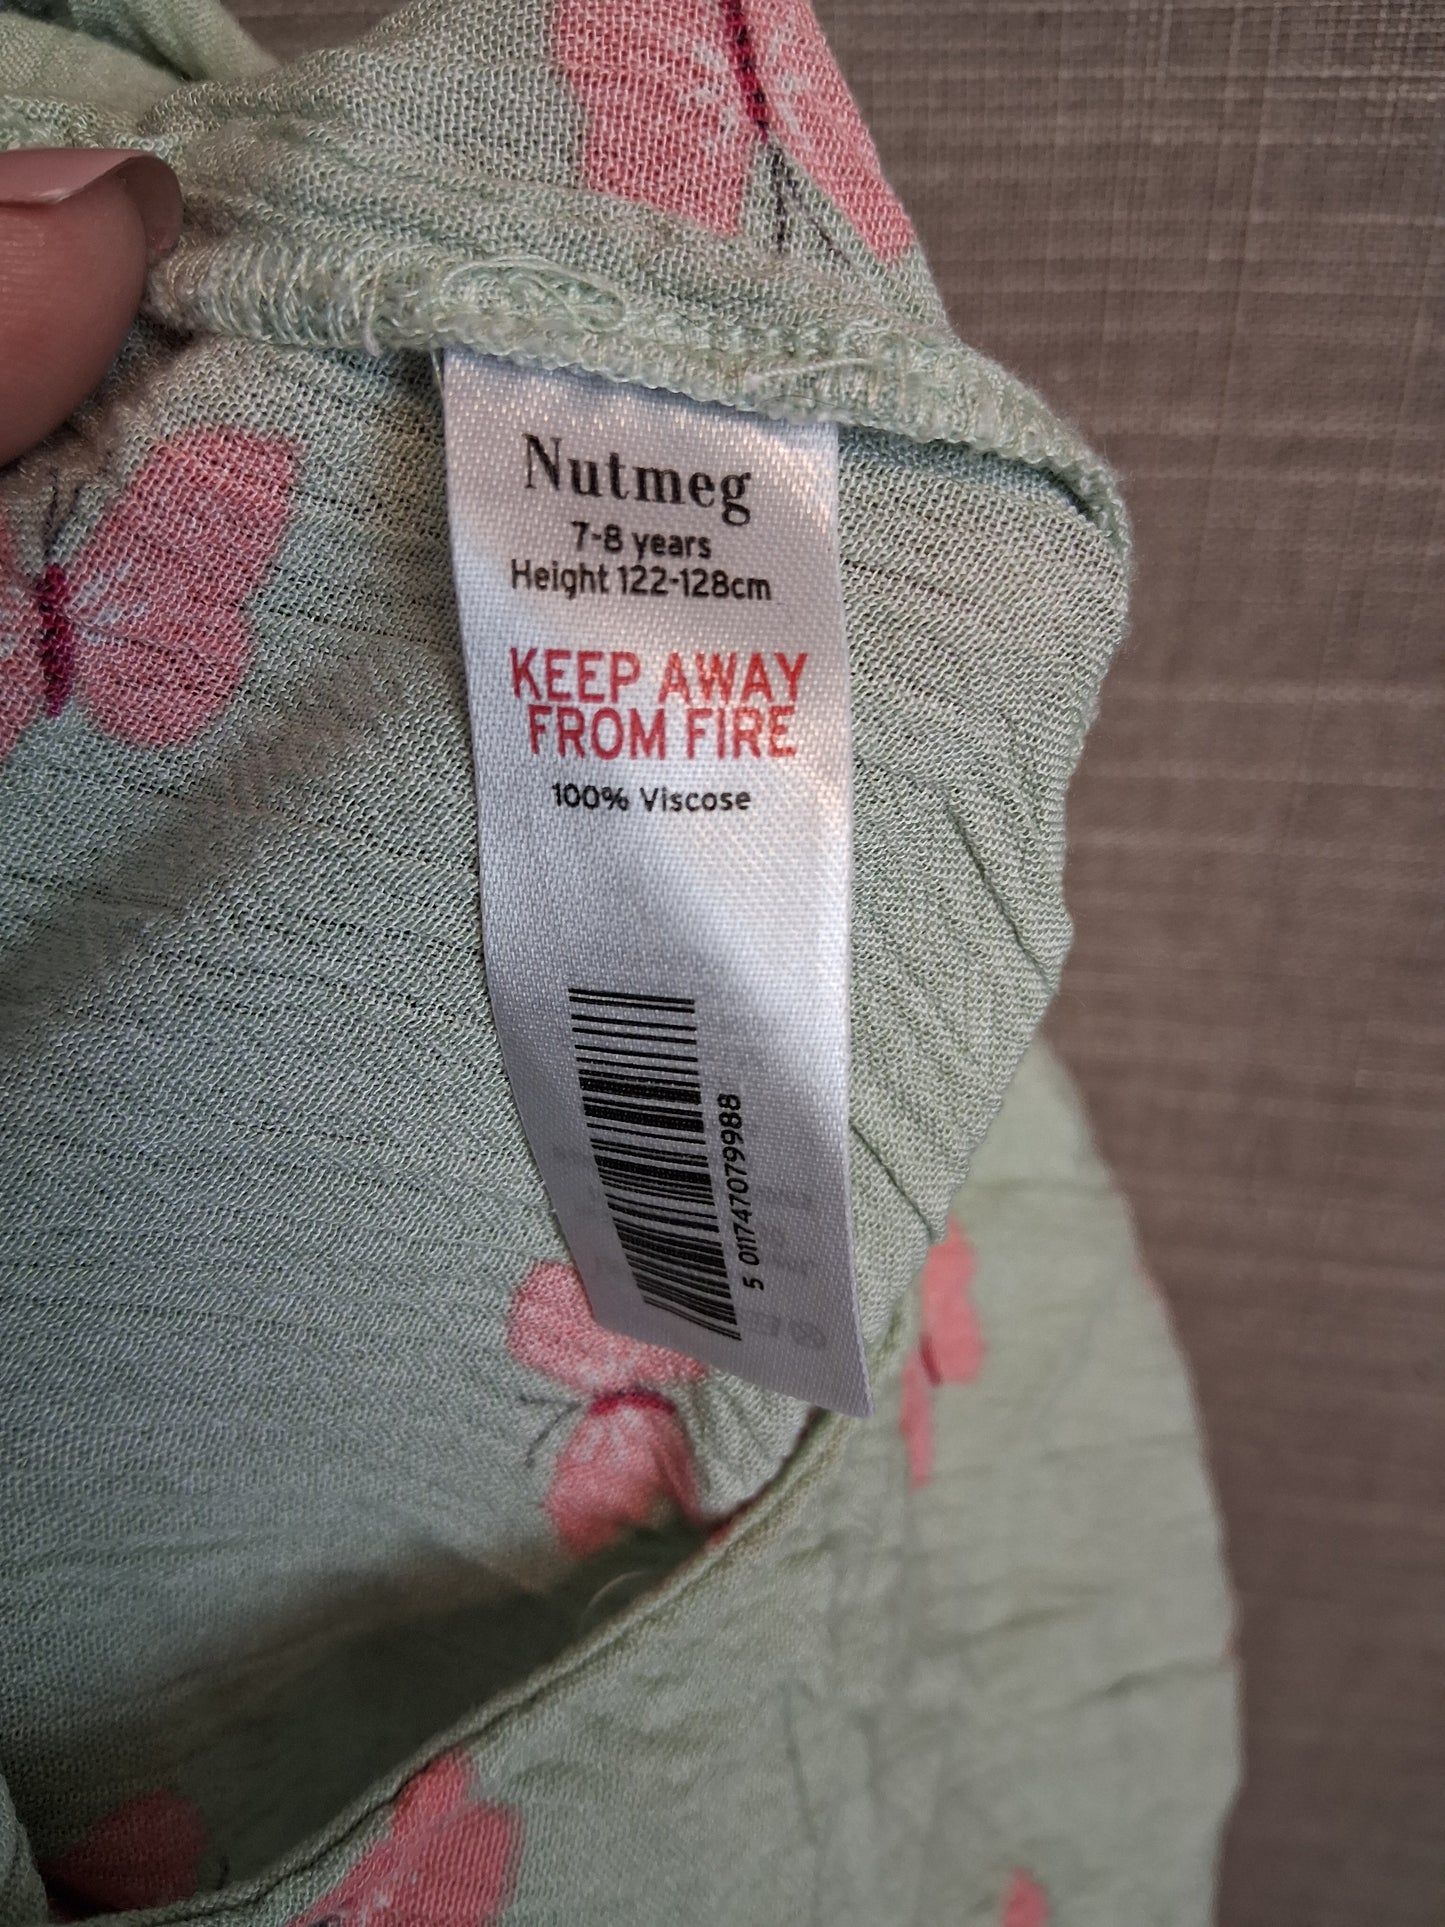 Nutmeg
7-8 years
Height 122-128cm
KEEP AWAY
FROM FIRE
100% Viscose
5 011747079988